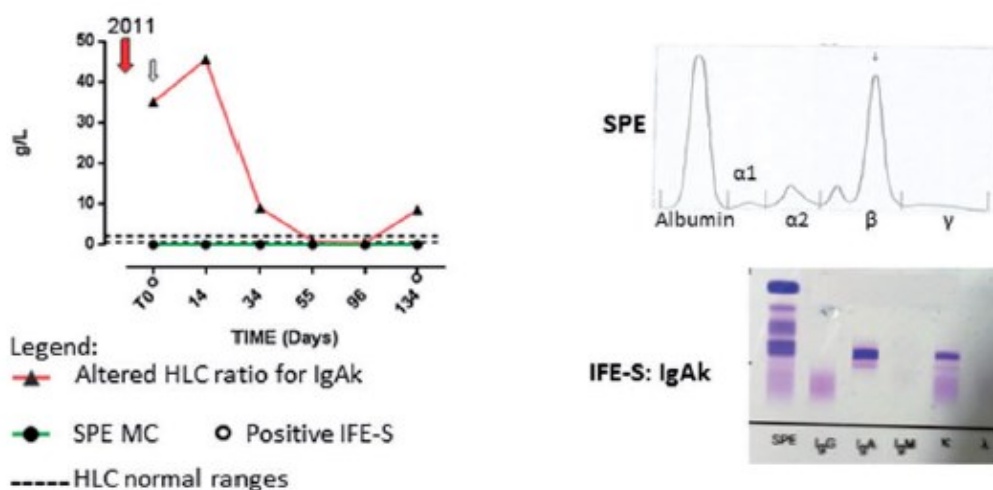 2011
50
40
30
20
10
0
g/L
T0
14
34
55
96
134
TIME (Days)
Legend:
Altered HLC ratio for IgAk
SPE MC
Positive IFE-S
HLC normal ranges
SPE
Albumin
α1
α2
β
γ
IFE-S: IgAk
SPE
IgG
IgA
IgM
κ
λ